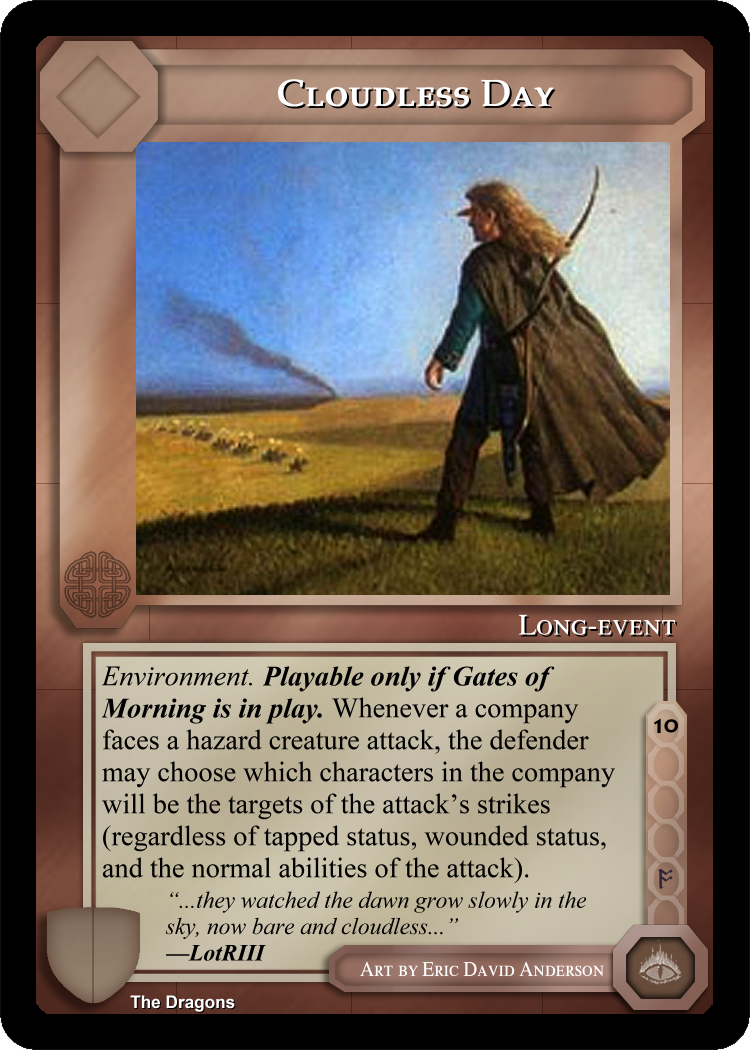 Cloudless Day
Long-event
Environment. Playable only if Gates of
Morning is in play. Whenever a company
faces a hazard creature attack, the defender
may choose which characters in the company
will be the targets of the attack's strikes
(regardless of tapped status, wounded status,
and the normal abilities of the attack).
10
"...they watched the dawn grow slowly in the
sky, now bare and cloudless..."
—LotRIII
Art by Eric David Anderson
The Dragons